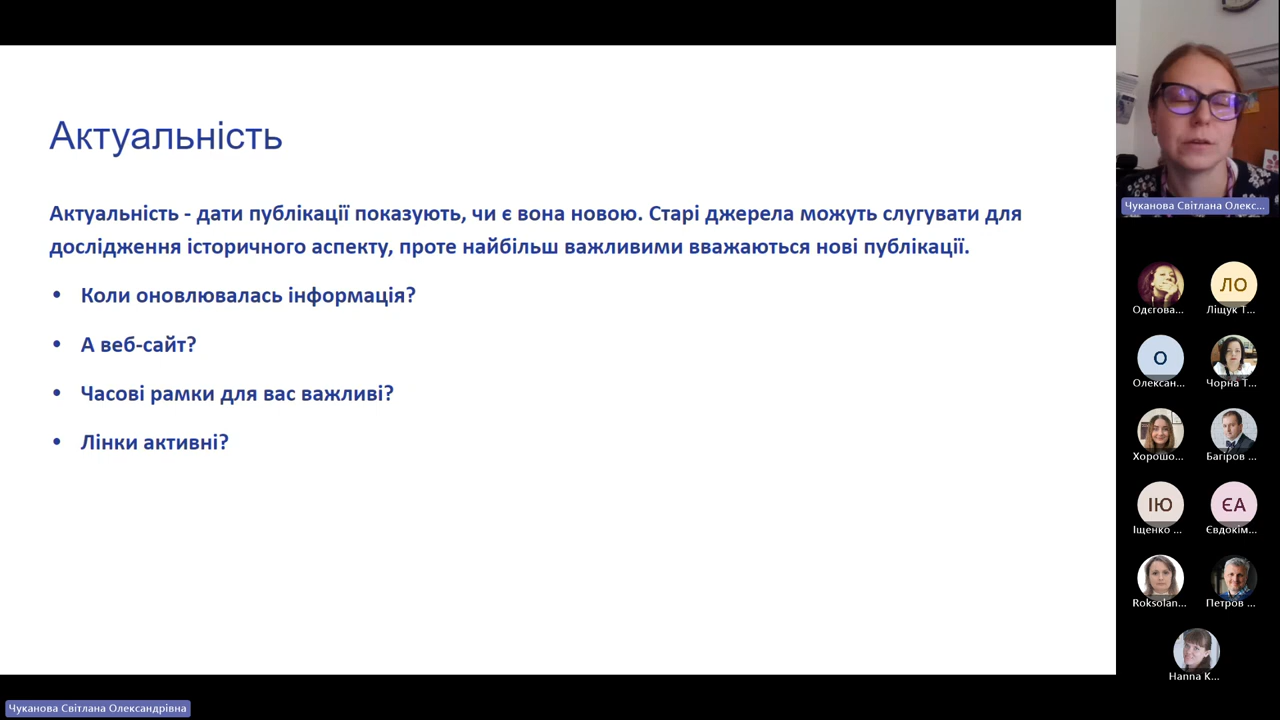 Актуальність
Актуальність - дати публікації показують, чи є вона новою. Старі джерела можуть слугувати для
дослідження історичного аспекту, проте найбільш важливими вважаються нові публікації.
• Коли оновлювалась інформація?
• А веб-сайт?
• Часові рамки для вас важливі?
• Лінки активні?
Чуканова Світлана Олекс...
Одєгова...
ЛО
Ліщук Т...
О
Олексан...
Чорна Т...
Хорошо...
Багіров ...
ІЮ
Іщенко ...
ЄА
Євдокім...
Roksolan...
Петров ...
Hanna K...
Чуканова Світлана Олександрівна